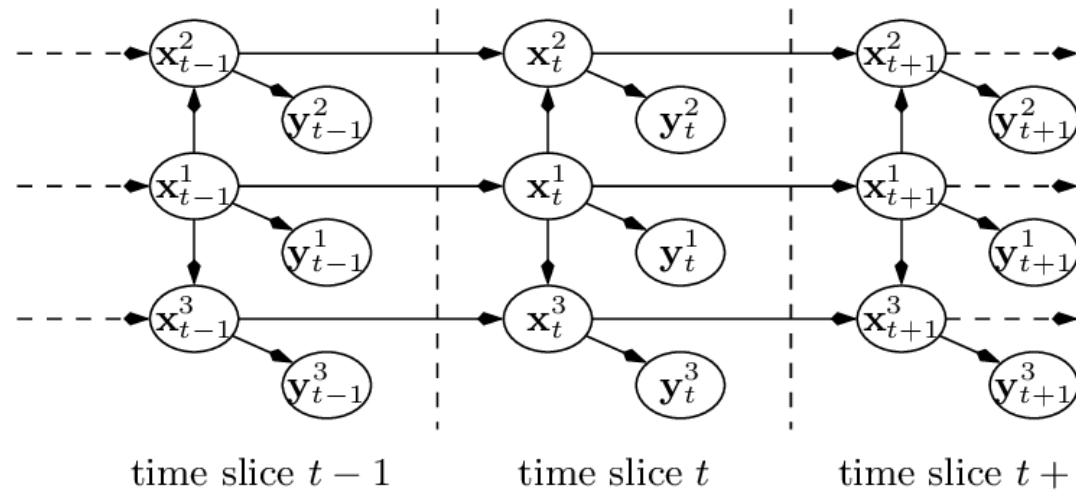 x²ₜ₋₁ x²ₜ x²ₜ₊₁
y²ₜ₋₁ y²ₜ y²ₜ₊₁
x¹ₜ₋₁ x¹ₜ x¹ₜ₊₁
y¹ₜ₋₁ y¹ₜ y¹ₜ₊₁
x³ₜ₋₁ x³ₜ x³ₜ₊₁
y³ₜ₋₁ y³ₜ y³ₜ₊₁
time slice t − 1 time slice t time slice t +